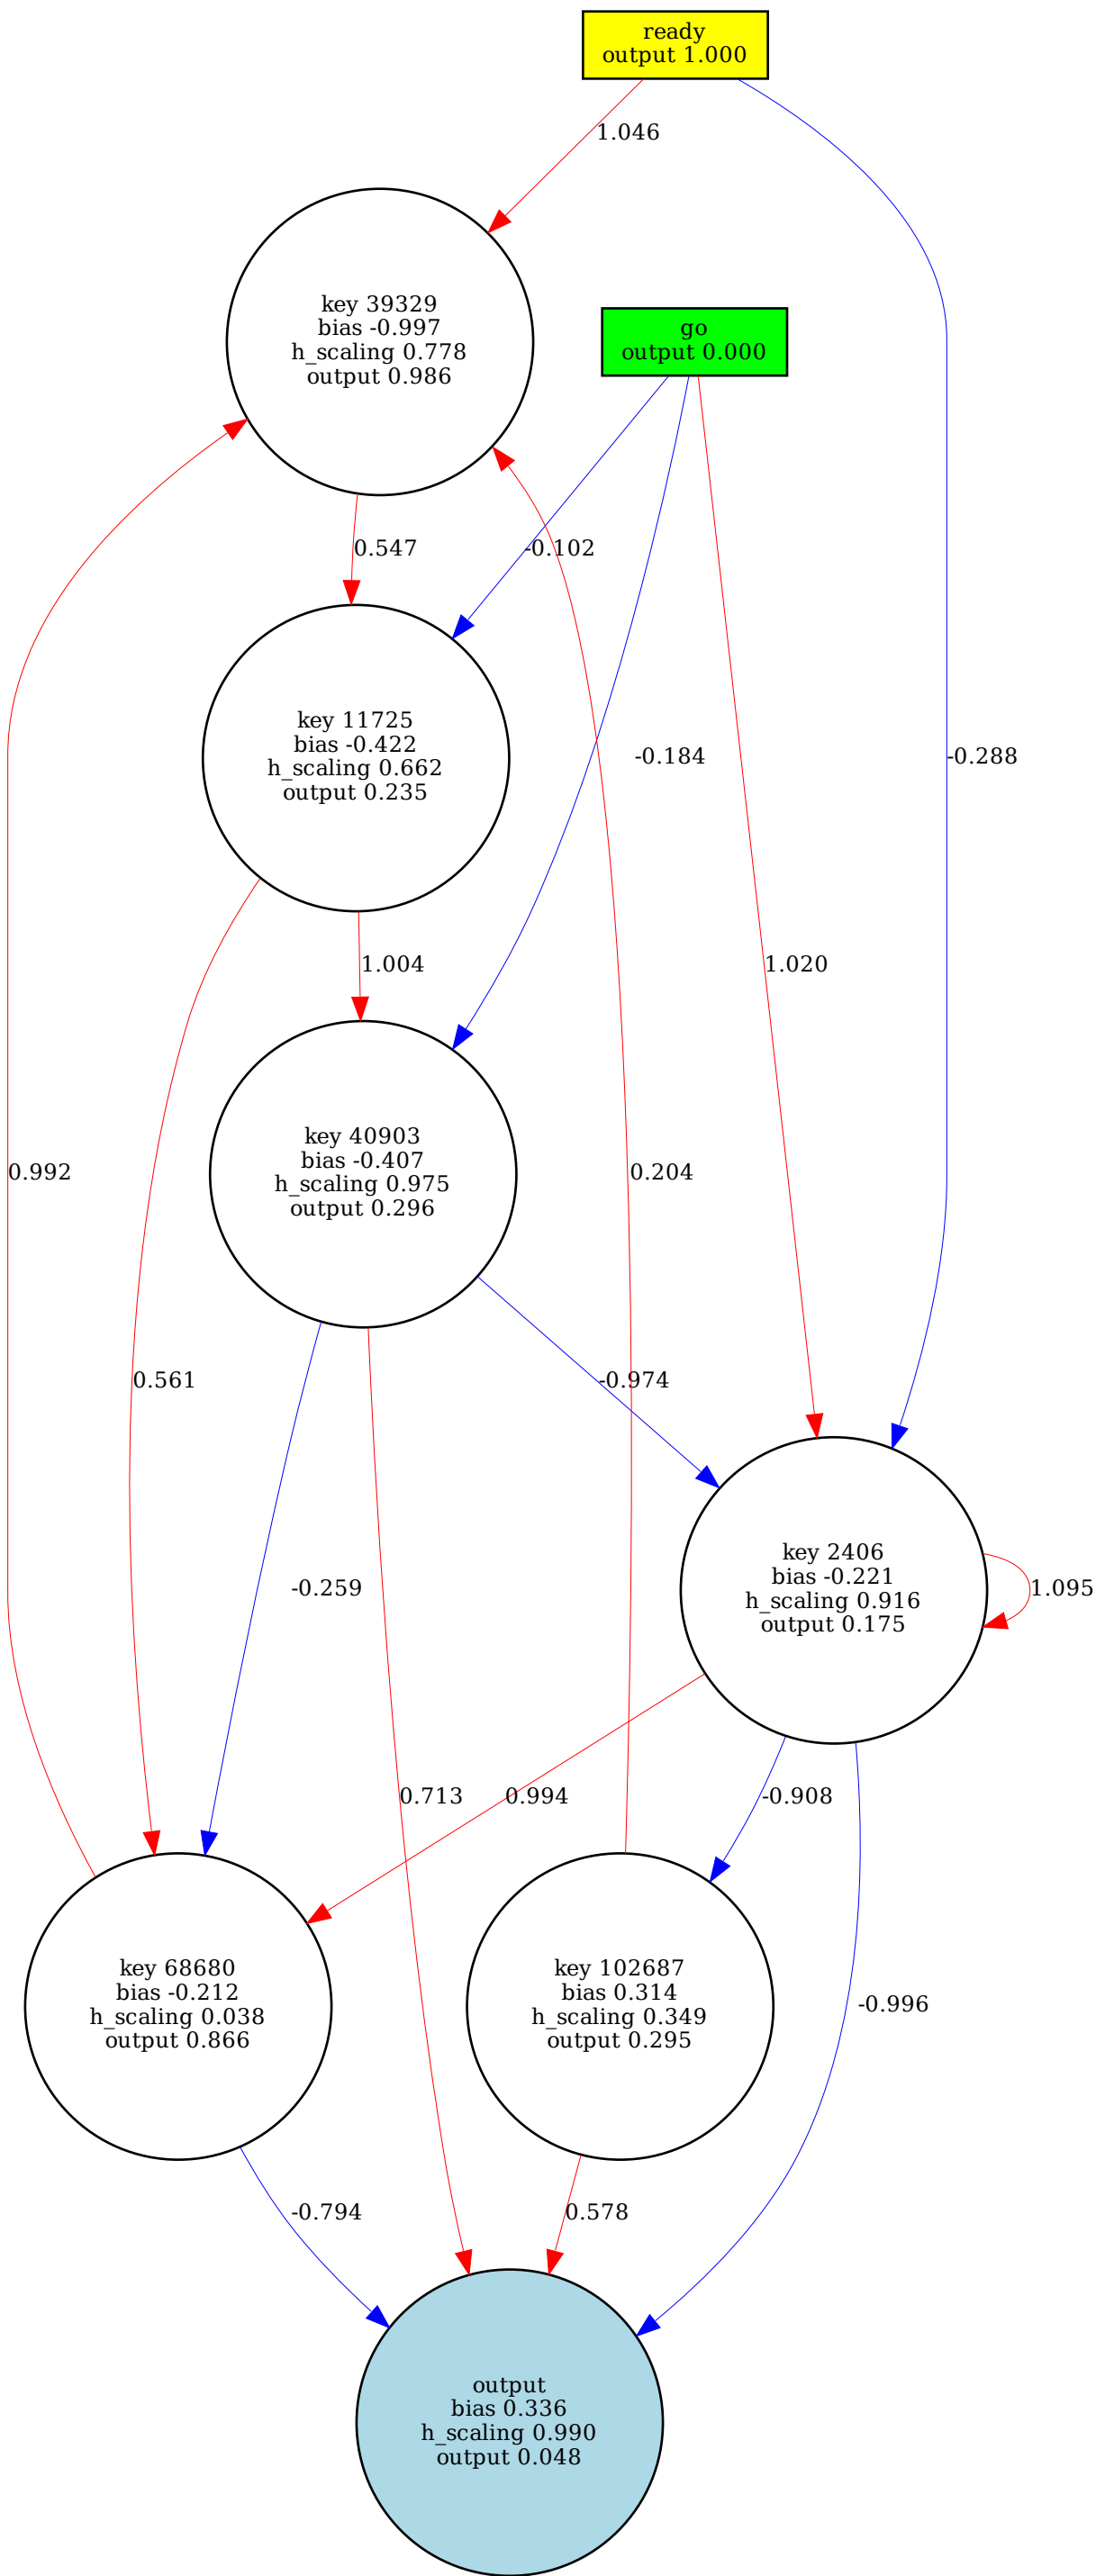 ready
output 1.000
1.046
key 39329
bias -0.997
h_scaling 0.778
output 0.986
go
output 0.000
0.547
-0.102
key 11725
bias -0.422
h_scaling 0.662
output 0.235
-0.184
-0.288
1.004
1.020
key 40903
bias -0.407
h_scaling 0.975
output 0.296
0.992
0.204
0.561
-0.974
key 2406
bias -0.221
h_scaling 0.916
output 0.175
-0.259
1.095
0.713
0.994
-0.908
key 68680
bias -0.212
h_scaling 0.038
output 0.866
key 102687
bias 0.314
h_scaling 0.349
output 0.295
-0.996
-0.794
0.578
output
bias 0.336
h_scaling 0.990
output 0.048